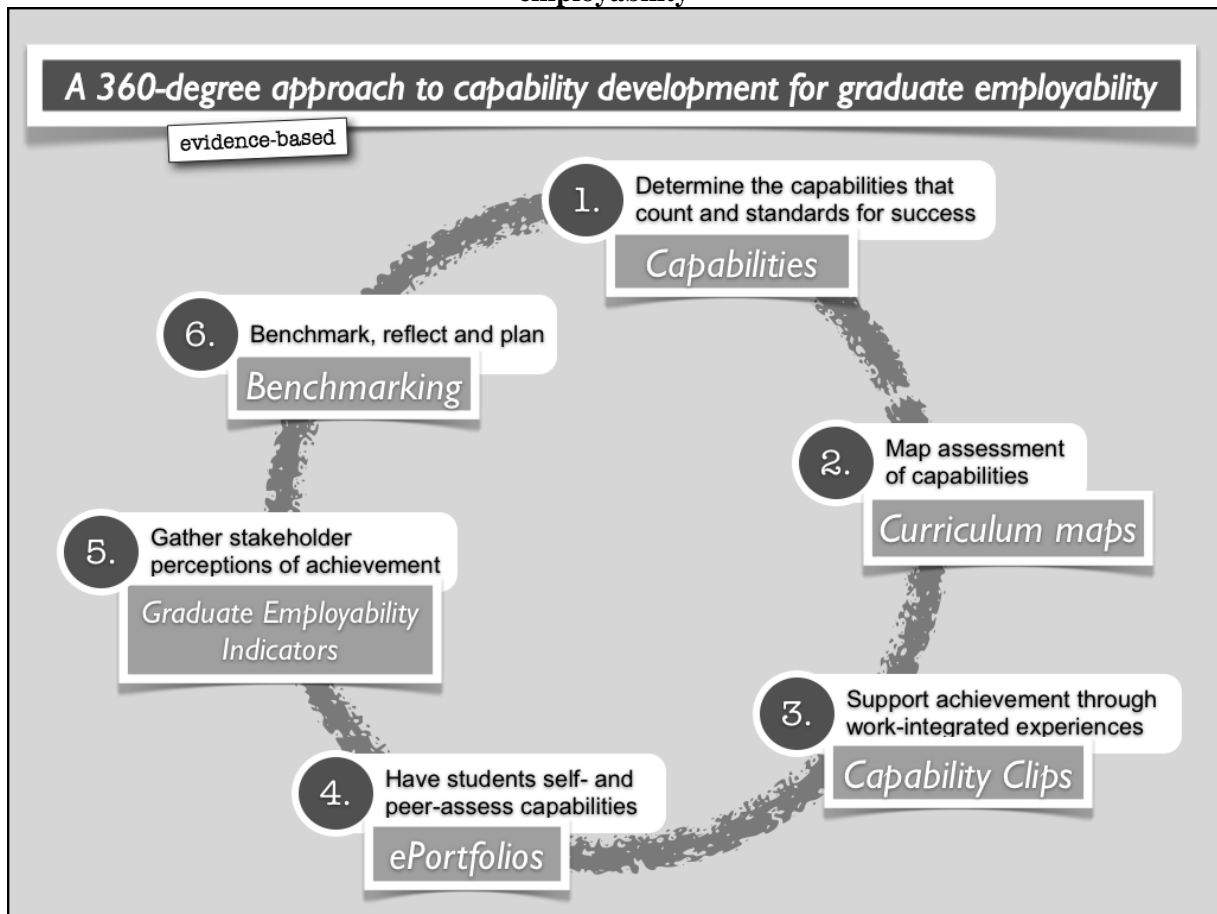 employability
A 360-degree approach to capability development for graduate employability
evidence-based
1.
Determine the capabilities that
count and standards for success
Capabilities
2.
Map assessment
of capabilities
Curriculum maps
3.
Support achievement through
work-integrated experiences
Capability Clips
4.
Have students self- and
peer-assess capabilities
ePortfolios
5.
Gather stakeholder
perceptions of achievement
Graduate Employability
Indicators
6.
Benchmark, reflect and plan
Benchmarking